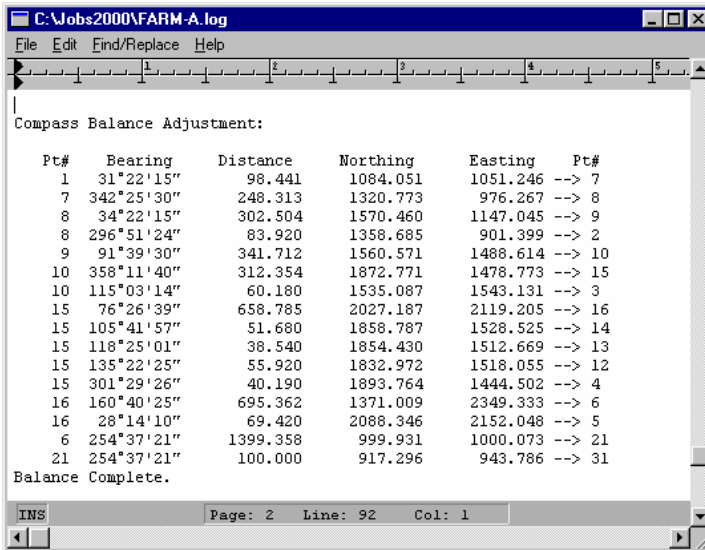 C:\Jobs2000\FARM-A.log
File Edit Find/Replace Help
1 2 3 4 5
Compass Balance Adjustment:
Pt# Bearing Distance Northing Easting Pt#
1 31°22'15" 98.441 1084.051 1051.246 --> 7
7 342°25'30" 248.313 1320.773 976.267 --> 8
8 34°22'15" 302.504 1570.460 1147.045 --> 9
8 296°51'24" 83.920 1358.685 901.399 --> 2
9 91°39'30" 341.712 1560.571 1488.614 --> 10
10 358°11'40" 312.354 1872.771 1478.773 --> 15
10 115°03'14" 60.180 1535.087 1543.131 --> 3
15 76°26'39" 658.785 2027.187 2119.205 --> 16
15 105°41'57" 51.680 1858.787 1528.525 --> 14
15 118°25'01" 38.540 1854.430 1512.669 --> 13
15 135°22'25" 55.920 1832.972 1518.055 --> 12
15 301°29'26" 40.190 1893.764 1444.502 --> 4
16 160°40'25" 695.362 1371.009 2349.333 --> 6
16 28°14'10" 69.420 2088.346 2152.048 --> 5
6 254°37'21" 1399.358 999.931 1000.073 --> 21
21 254°37'21" 100.000 917.296 943.786 --> 31
Balance Complete.
INS Page: 2 Line: 92 Col: 1